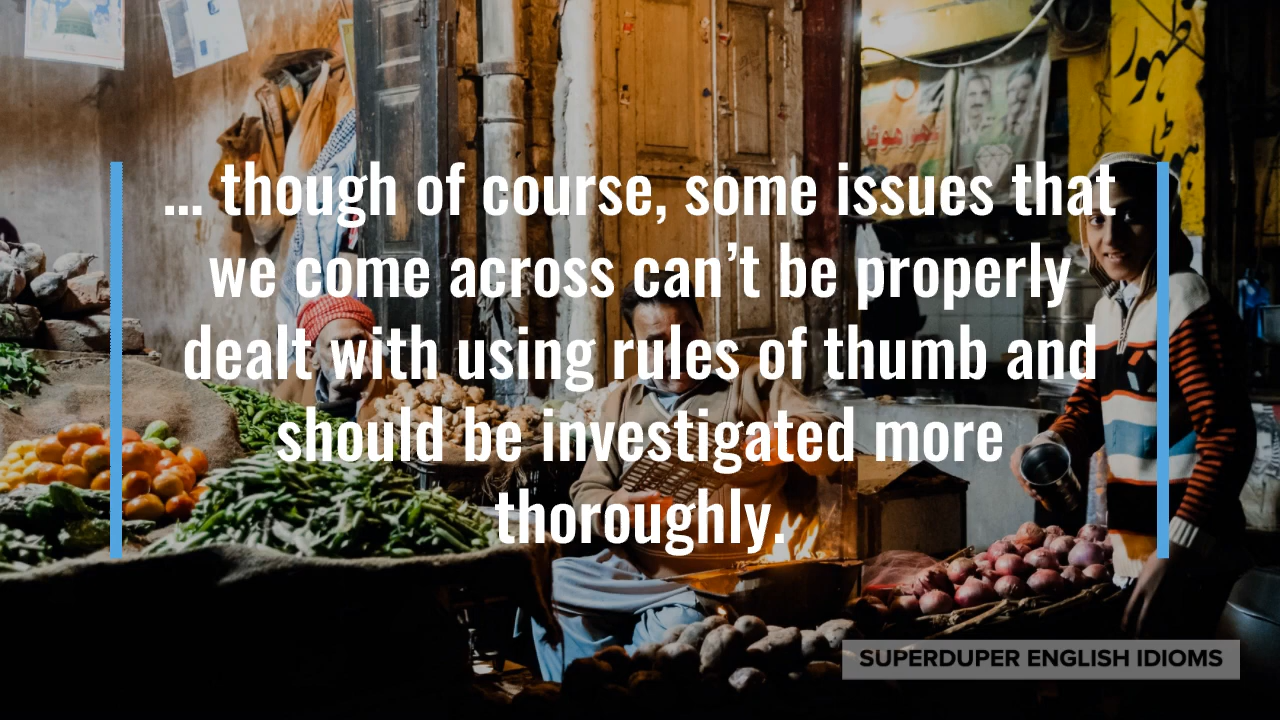 ... though of course, some issues that
we come across can’t be properly
dealt with using rules of thumb and
should be investigated more
thoroughly.
SUPERDUPER ENGLISH IDIOMS